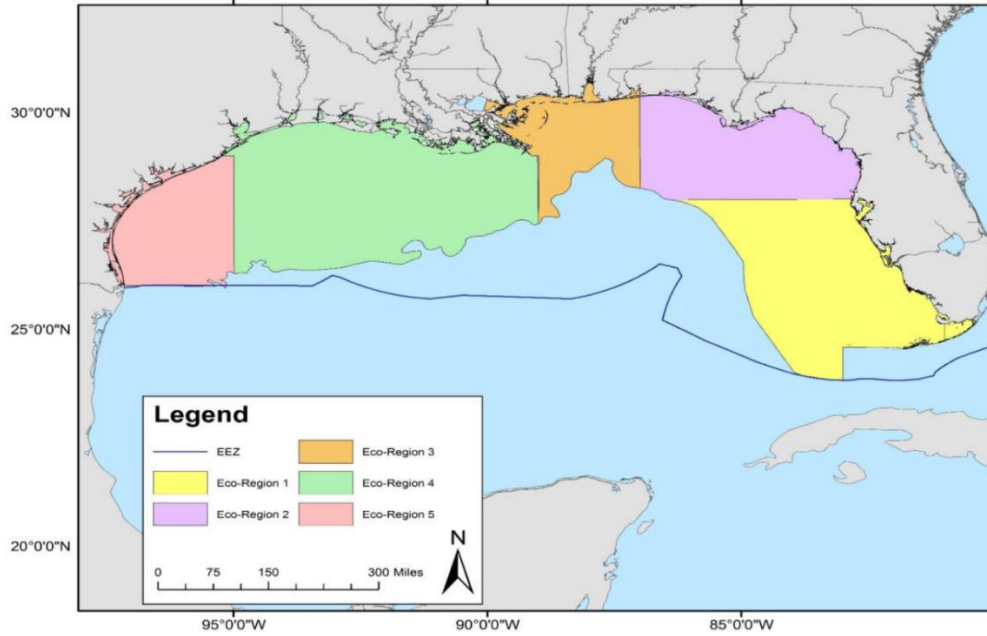 30°0'0"N
25°0'0"N
20°0'0"N
Legend
EEZ
Eco-Region 3
Eco-Region 1
Eco-Region 4
Eco-Region 2
Eco-Region 5
0 75 150 300 Miles
N
95°0'0"W 90°0'0"W 85°0'0"W